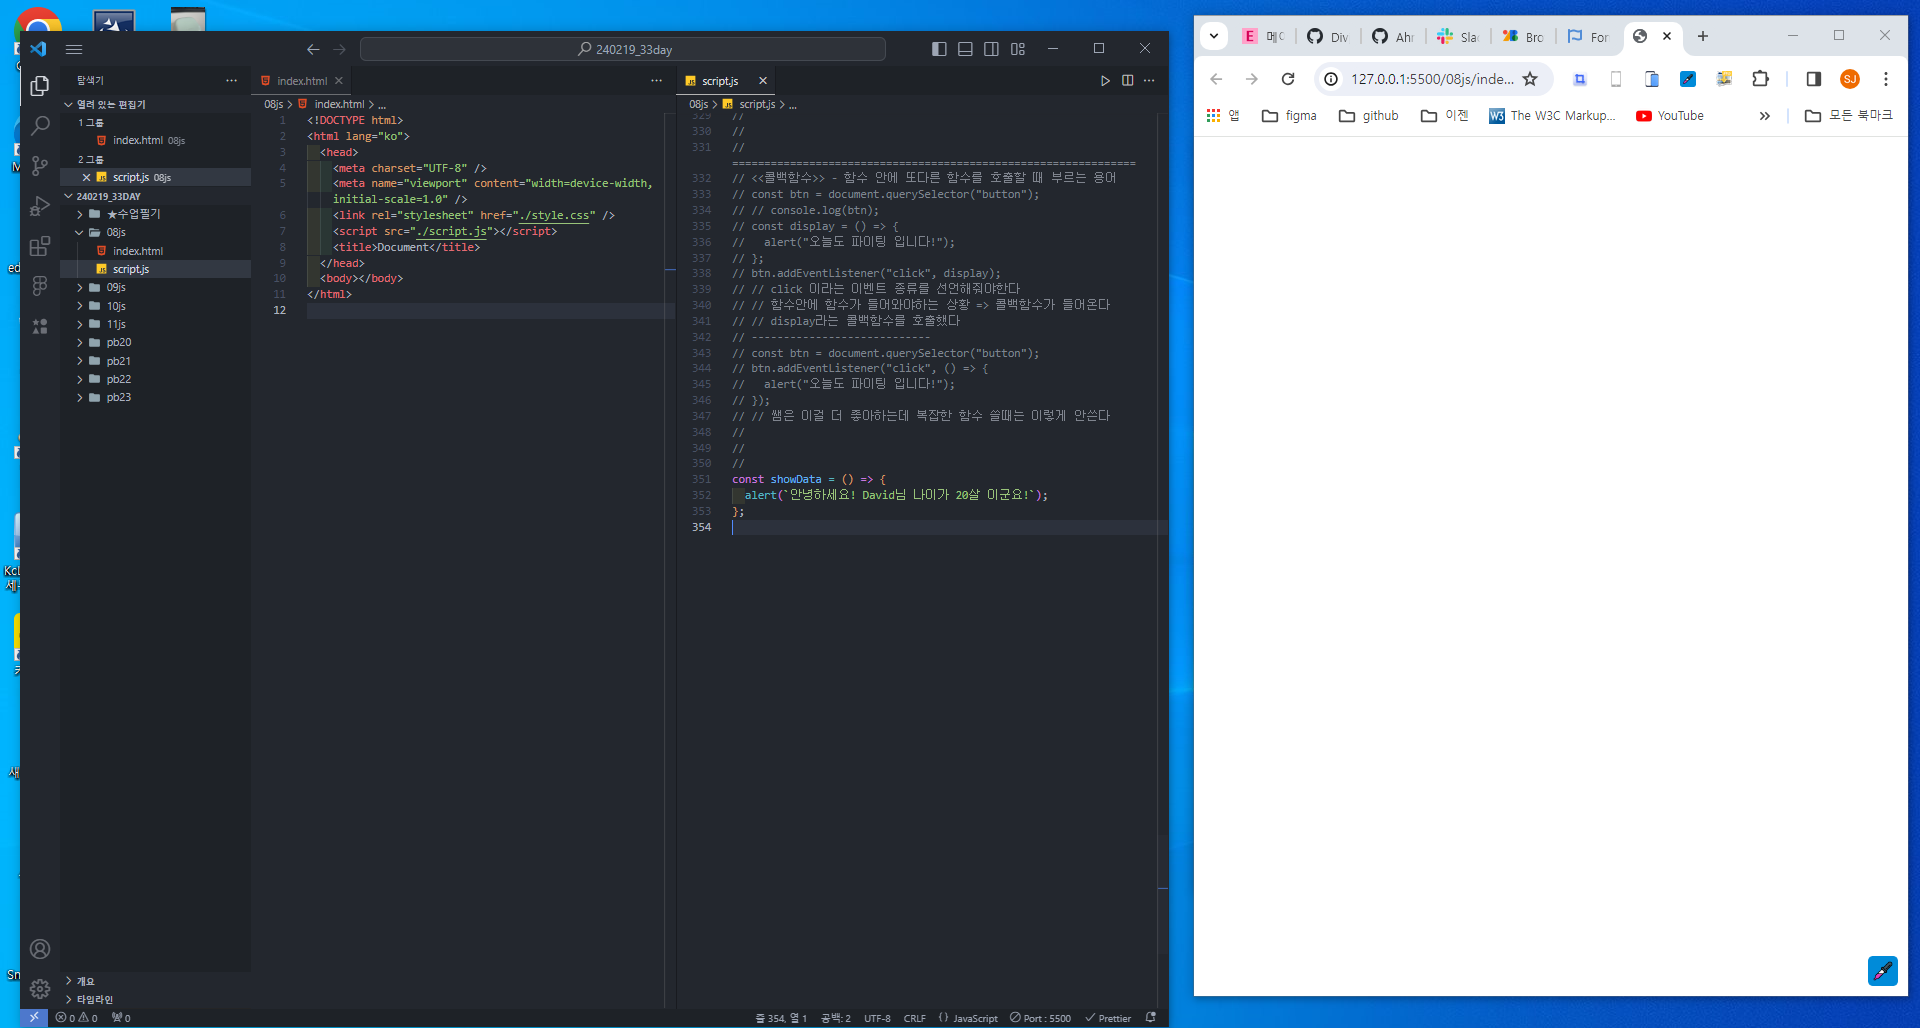 240219_33day
탐색기
열려 있는 편집기
1 그룹
index.html 08js
2 그룹
script.js 08js
240219_33DAY
★수업필기
08js
index.html
script.js
09js
10js
11js
pb20
pb21
pb22
pb23
개요
타임라인
index.html
08js > index.html > ...
1 <!DOCTYPE html>
2 <html lang="ko">
3 <head>
4 <meta charset="UTF-8" />
5 <meta name="viewport" content="width=device-width,
initial-scale=1.0" />
6 <link rel="stylesheet" href="./style.css" />
7 <script src="./script.js"></script>
8 <title>Document</title>
9 </head>
10 <body></body>
11 </html>
12
script.js
08js > script.js > ...
329 //
330 //
331 //
===============================================================
332 // <<콜백함수>> - 함수 안에 또다른 함수를 호출할 때 부르는 용어
333 // const btn = document.querySelector("button");
334 // // console.log(btn);
335 // const display = () => {
336 //   alert("오늘도 파이팅 입니다!");
337 // };
338 // btn.addEventListener("click", display);
339 // // click 이라는 이벤트 종류를 선언해줘야한다
340 // // 함수안에 함수가 들어와야하는 상황 => 콜백함수가 들어온다
341 // // display라는 콜백함수를 호출했다
342 // ----------------------------
343 // const btn = document.querySelector("button");
344 // btn.addEventListener("click", () => {
345 //   alert("오늘도 파이팅 입니다!");
346 // });
347 // // 쌤은 이걸 더 좋아하는데 복잡한 함수 쓸때는 이렇게 안쓴다
348 //
349 //
350 //
351 const showData = () => {
352   alert(`안녕하세요! David님 나이가 20살 이군요!`);
353 };
354
0 0 0
줄 354, 열 1 공백: 2 UTF-8 CRLF {} JavaScript Port : 5500 Prettier
Div
Slac
Bro
For
127.0.0.1:5500/08js/inde...
SJ
앱 figma github 이젠 The W3C Markup... YouTube » 모든 북마크